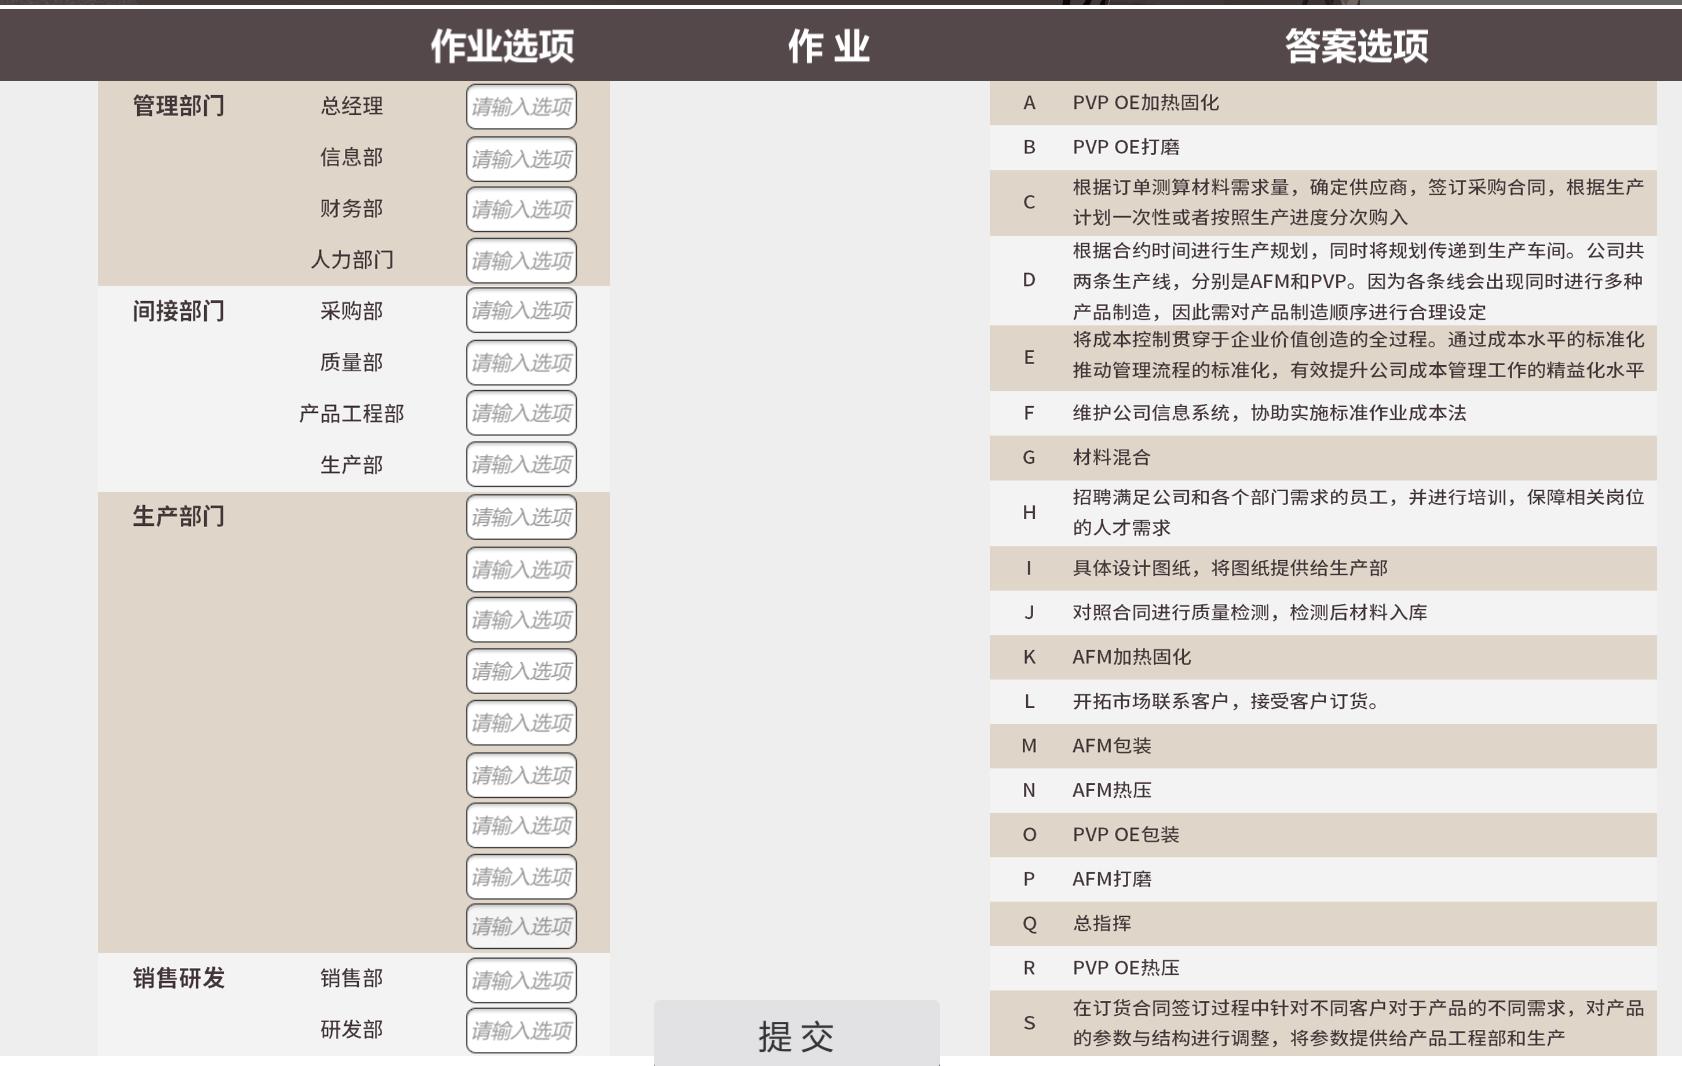 作业选项
作 业
答案选项
管理部门
总经理
请输入选项
信息部
请输入选项
财务部
请输入选项
人力部门
请输入选项
间接部门
采购部
请输入选项
质量部
请输入选项
产品工程部
请输入选项
生产部
请输入选项
生产部门
请输入选项
请输入选项
请输入选项
请输入选项
请输入选项
请输入选项
请输入选项
请输入选项
请输入选项
销售研发
销售部
请输入选项
研发部
请输入选项
提 交
A PVP OE加热固化
B PVP OE打磨
C 根据订单测算材料需求量，确定供应商，签订采购合同，根据生产
计划一次性或者按照生产进度分次购入
D 根据合约时间进行生产规划，同时将规划传递到生产车间。公司共
两条生产线，分别是AFM和PVP。因为各条线会出现同时进行多种
产品制造，因此需对产品制造顺序进行合理设定
E 将成本控制贯穿于企业价值创造的全过程。通过成本水平的标准化
推动管理流程的标准化，有效提升公司成本管理工作的精益化水平
F 维护公司信息系统，协助实施标准作业成本法
G 材料混合
H 招聘满足公司和各个部门需求的员工，并进行培训，保障相关岗位
的人才需求
I 具体设计图纸，将图纸提供给生产部
J 对照合同进行质量检测，检测后材料入库
K AFM加热固化
L 开拓市场联系客户，接受客户订货。
M AFM包装
N AFM热压
O PVP OE包装
P AFM打磨
Q 总指挥
R PVP OE热压
S 在订货合同签订过程中针对不同客户对于产品的不同需求，对产品
的参数与结构进行调整，将参数提供给产品工程部和生产